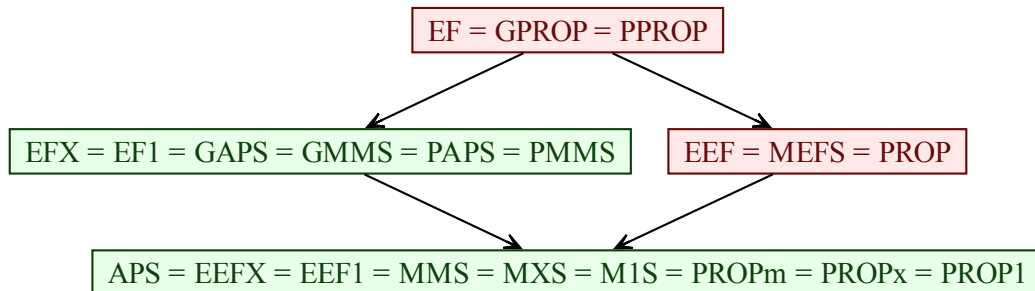 EF = GPROP = PPROP
EFX = EF1 = GAPS = GMMS = PAPS = PMMS
EEF = MEFS = PROP
APS = EEFX = EEF1 = MMS = MXS = M1S = PROPm = PROPx = PROP1